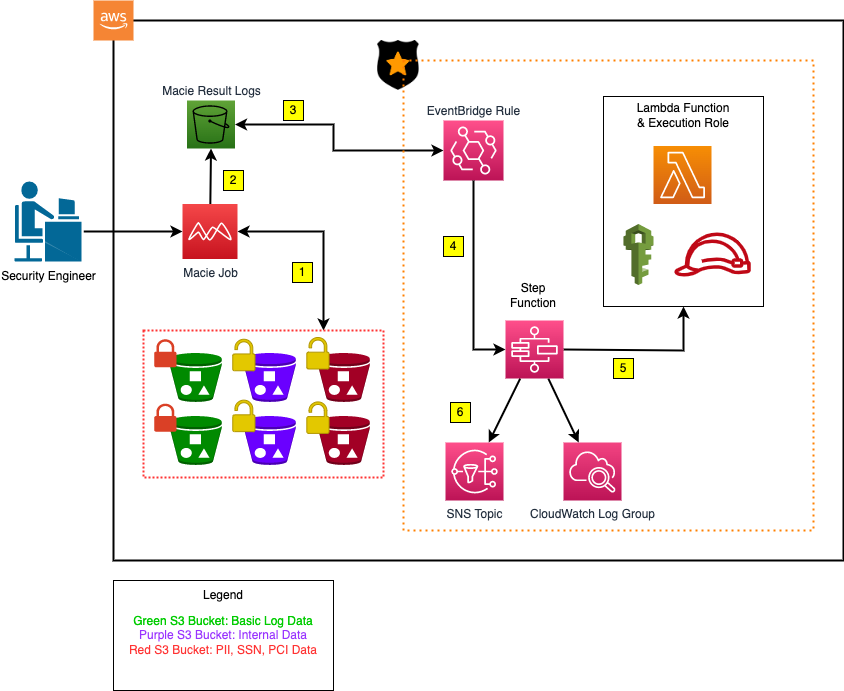 aws
Macie Result Logs
3
EventBridge Rule
Lambda Function
& Execution Role
2
Security Engineer
Macie Job
1
4
Step
Function
5
6
SNS Topic
CloudWatch Log Group
Legend
Green S3 Bucket: Basic Log Data
Purple S3 Bucket: Internal Data
Red S3 Bucket: PII, SSN, PCI Data